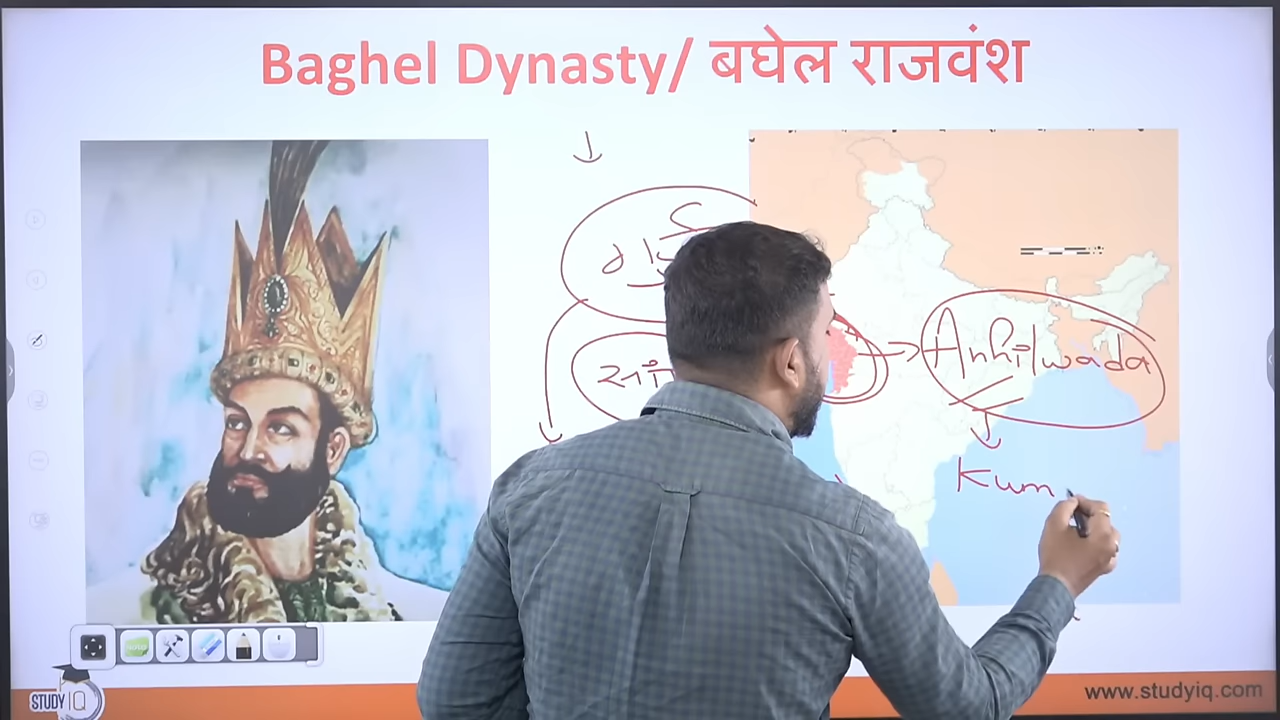 Baghel Dynasty/ बघेल राजवंश
Anhilwada
Kum
STUDY IQ
www.studyiq.com